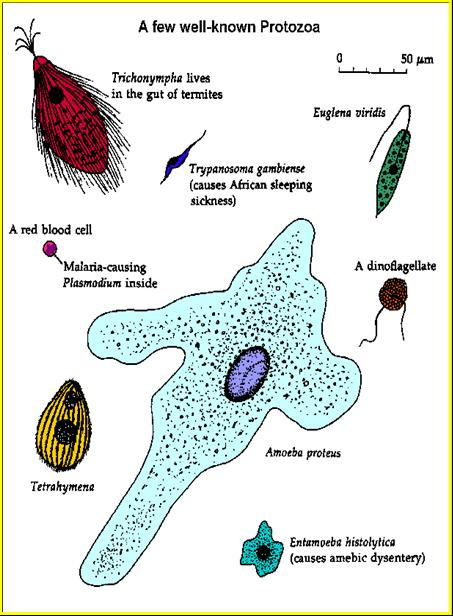 A few well-known Protozoa
0 50 µm
Trichonympha lives
in the gut of termites
Euglena viridis
Trypanosoma gambiense
(causes African sleeping
sickness)
A red blood cell
Malaria-causing
Plasmodium inside
A dinoflagellate
Amoeba proteus
Tetrahymena
Entamoeba histolytica
(causes amebic dysentery)